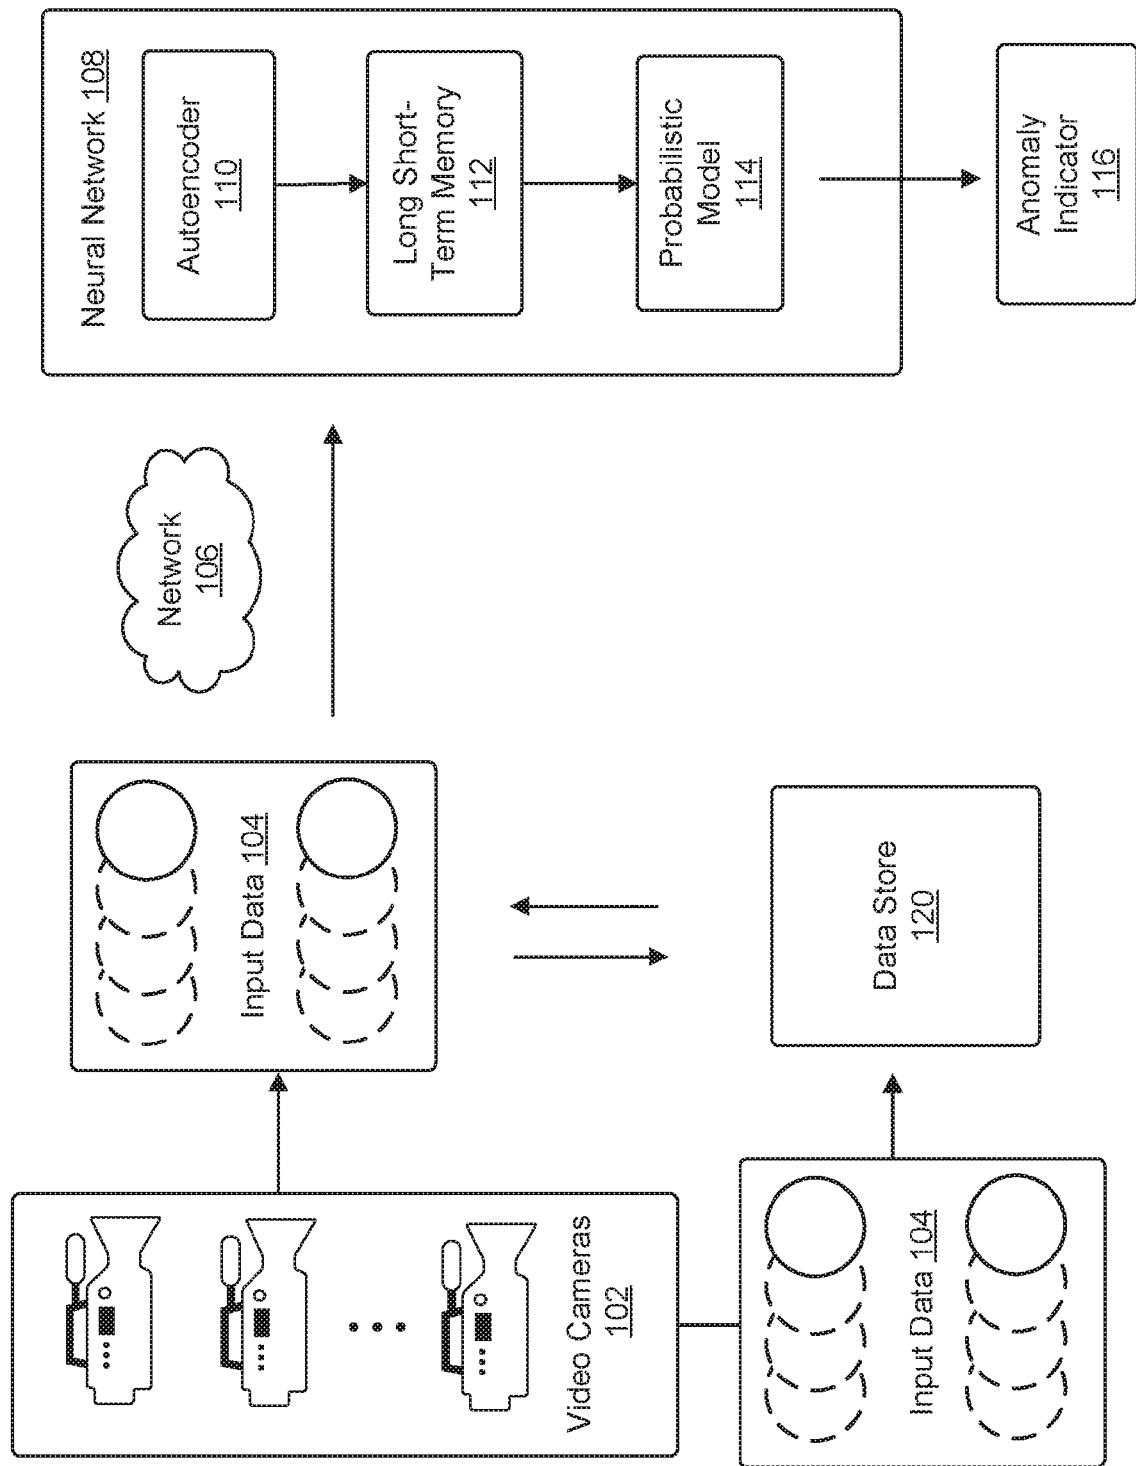 Video Cameras
102
Input Data 104
Input Data 104
Data Store
120
Network
106
Neural Network 108
Autoencoder
110
Long Short-
Term Memory
112
Probabilistic
Model
114
Anomaly
Indicator
116